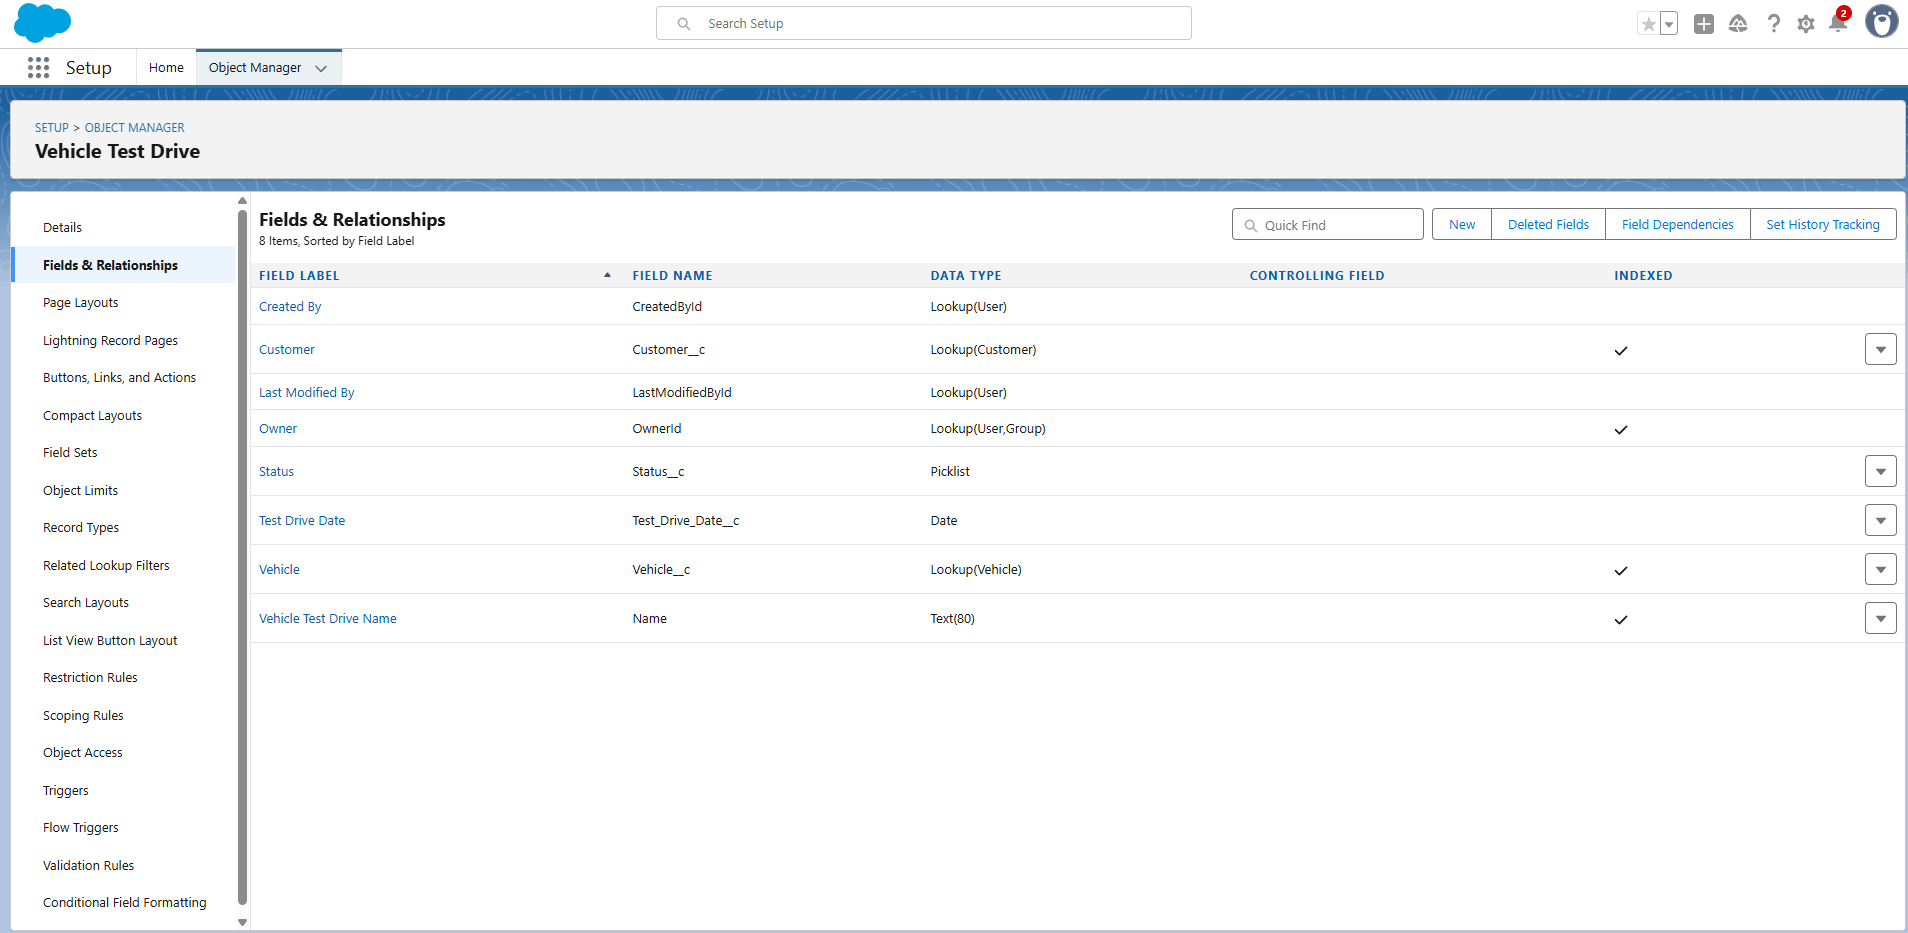 Search Setup
2
Setup
Home
Object Manager
SETUP > OBJECT MANAGER
Vehicle Test Drive
Details
Fields & Relationships
Page Layouts
Lightning Record Pages
Buttons, Links, and Actions
Compact Layouts
Field Sets
Object Limits
Record Types
Related Lookup Filters
Search Layouts
List View Button Layout
Restriction Rules
Scoping Rules
Object Access
Triggers
Flow Triggers
Validation Rules
Conditional Field Formatting
Fields & Relationships
8 Items, Sorted by Field Label
Quick Find
New
Deleted Fields
Field Dependencies
Set History Tracking
FIELD LABEL FIELD NAME DATA TYPE CONTROLLING FIELD INDEXED
Created By CreatedById Lookup(User)
Customer Customer__c Lookup(Customer)
Last Modified By LastModifiedById Lookup(User)
Owner OwnerId Lookup(User,Group)
Status Status__c Picklist
Test Drive Date Test_Drive_Date__c Date
Vehicle Vehicle__c Lookup(Vehicle)
Vehicle Test Drive Name Name Text(80)